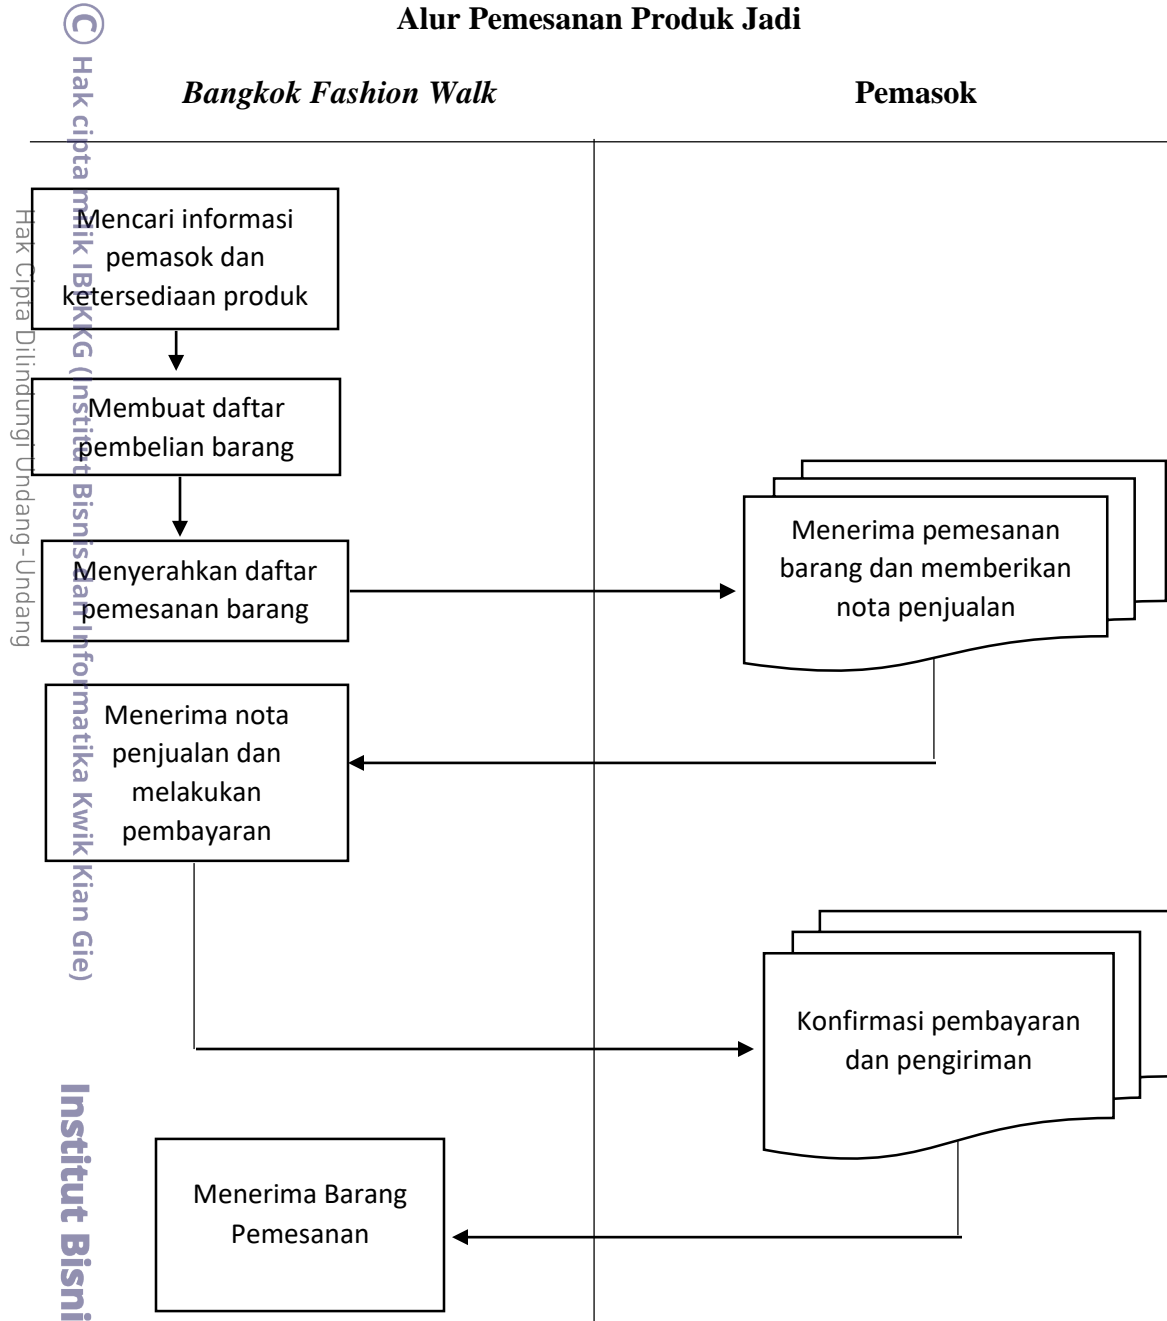 Alur Pemesanan Produk Jadi
Bangkok Fashion Walk
Pemasok
Mencari informasi
pemasok dan
ketersediaan produk
Membuat daftar
pembelian barang
Menyerahkan daftar
pemesanan barang
Menerima pemesanan
barang dan memberikan
nota penjualan
Menerima nota
penjualan dan
melakukan
pembayaran
Konfirmasi pembayaran
dan pengiriman
Menerima Barang
Pemesanan
© Hak cipta milik IBI KKG (Institut Bisnis dan Informatika Kwik Kian Gie)
Hak Cipta Dilindungi Undang-Undang
Institut Bisni